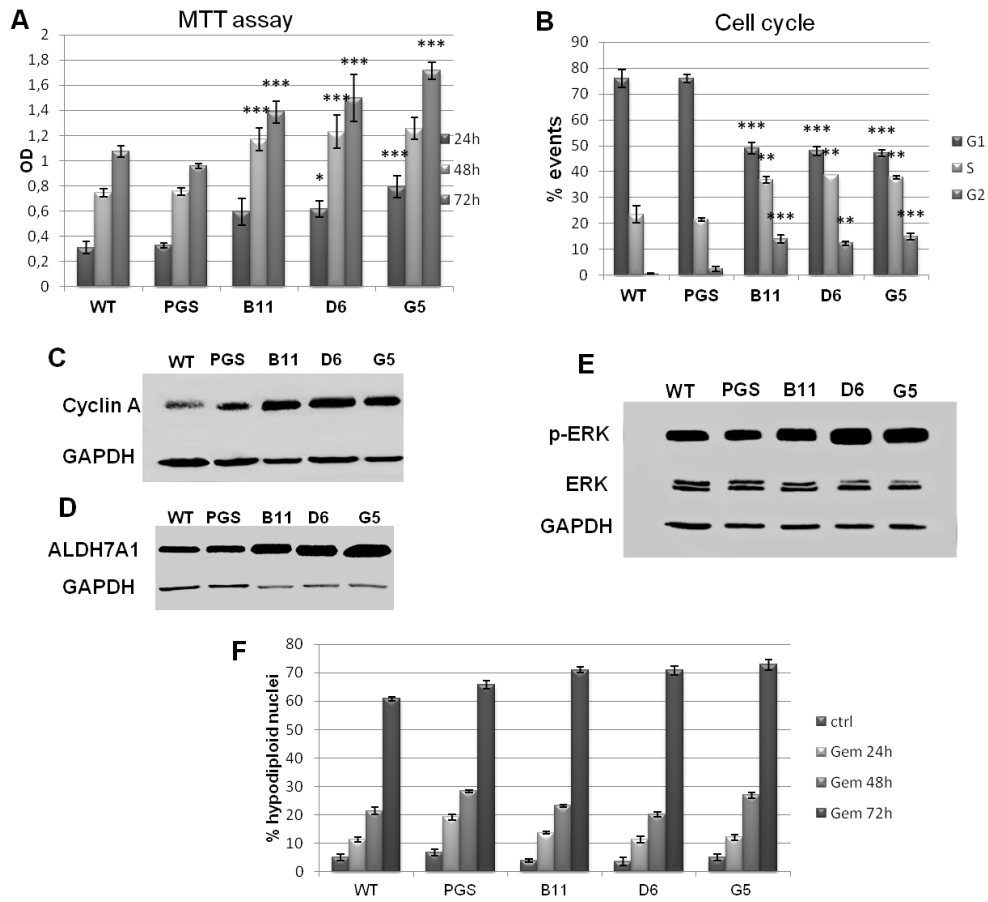 A
MTT assay
2
1,8
1,6
1,4
1,2
1
0,8
0,6
0,4
0,2
0
OD
***
***
***
***
***
*
***
24h
48h
72h
WT PGS B11 D6 G5
B
Cell cycle
90
80
70
60
50
40
30
20
10
0
% events
*** *** ***
** ** **
*** ** ***
G1
S
G2
WT PGS B11 D6 G5
C
WT PGS B11 D6 G5
Cyclin A
GAPDH
D
WT PGS B11 D6 G5
ALDH7A1
GAPDH
E
WT PGS B11 D6 G5
p-ERK
ERK
GAPDH
F
80
70
60
50
40
30
20
10
0
% hypodiploid nuclei
ctrl
Gem 24h
Gem 48h
Gem 72h
WT PGS B11 D6 G5